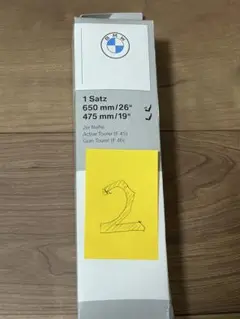 BMW
1 Satz
650 mm/26"
475 mm/19"
2er Reihe
Active Tourer (F 45)
Gran Tourer (F 46)
2